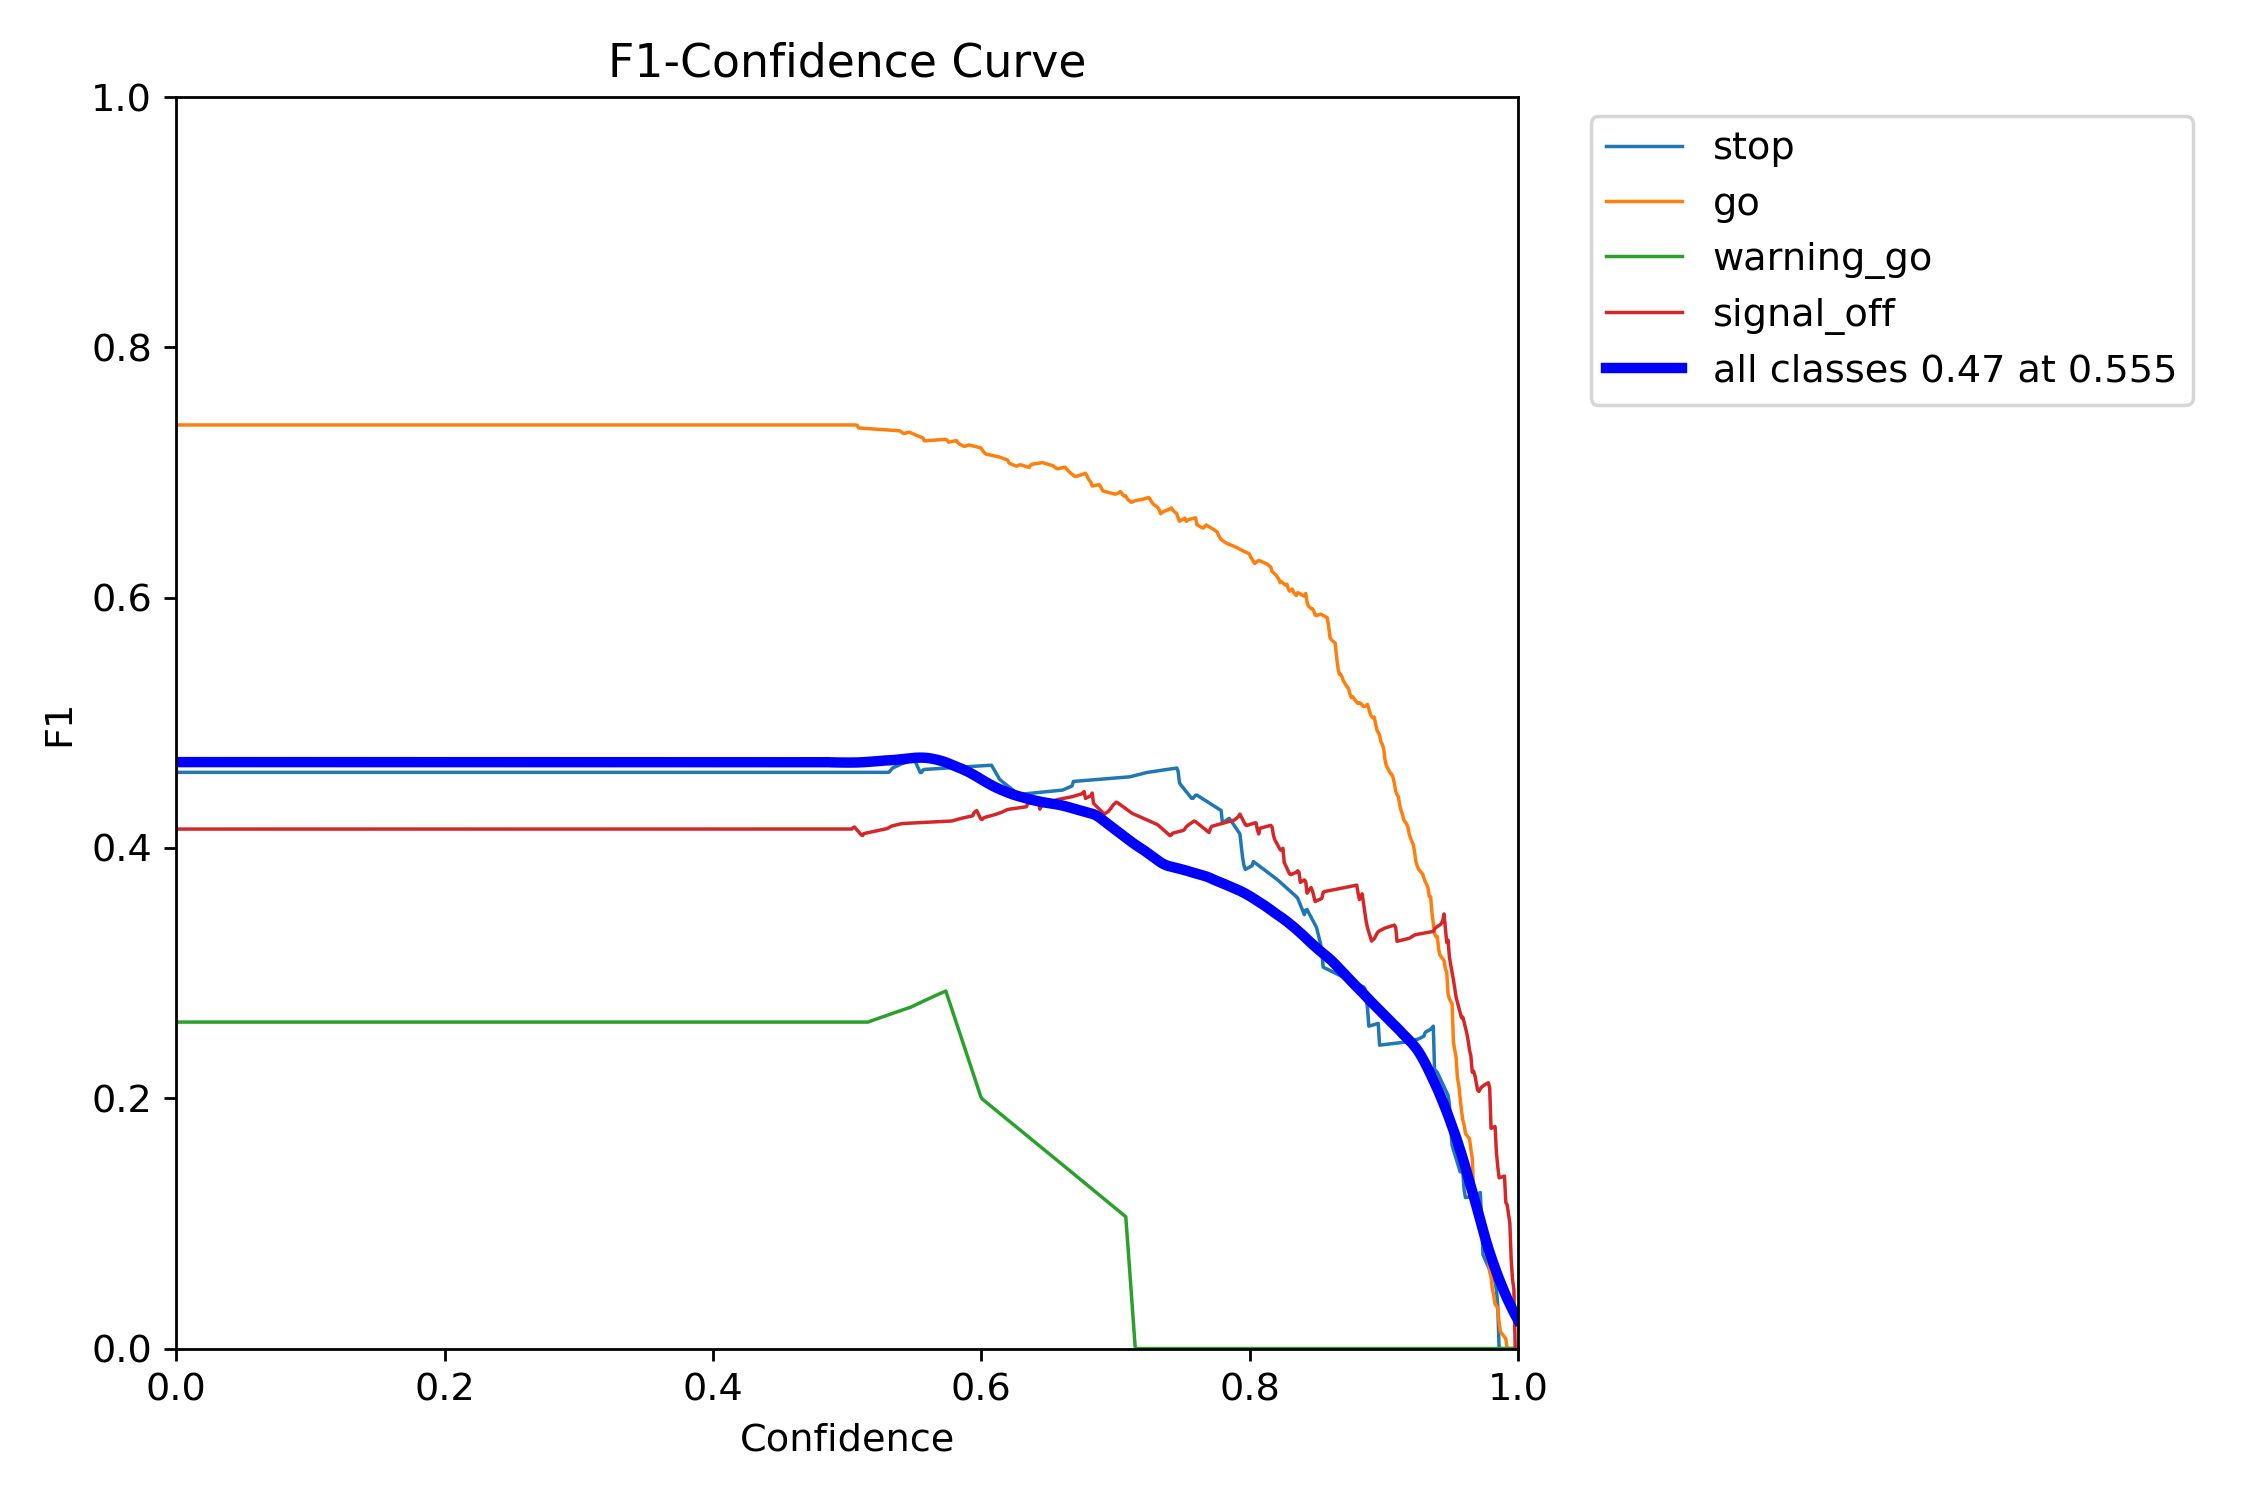 F1-Confidence Curve
1.0
0.8
0.6
0.4
0.2
0.0
F1
0.0 0.2 0.4 0.6 0.8 1.0
Confidence
stop
go
warning_go
signal_off
all classes 0.47 at 0.555